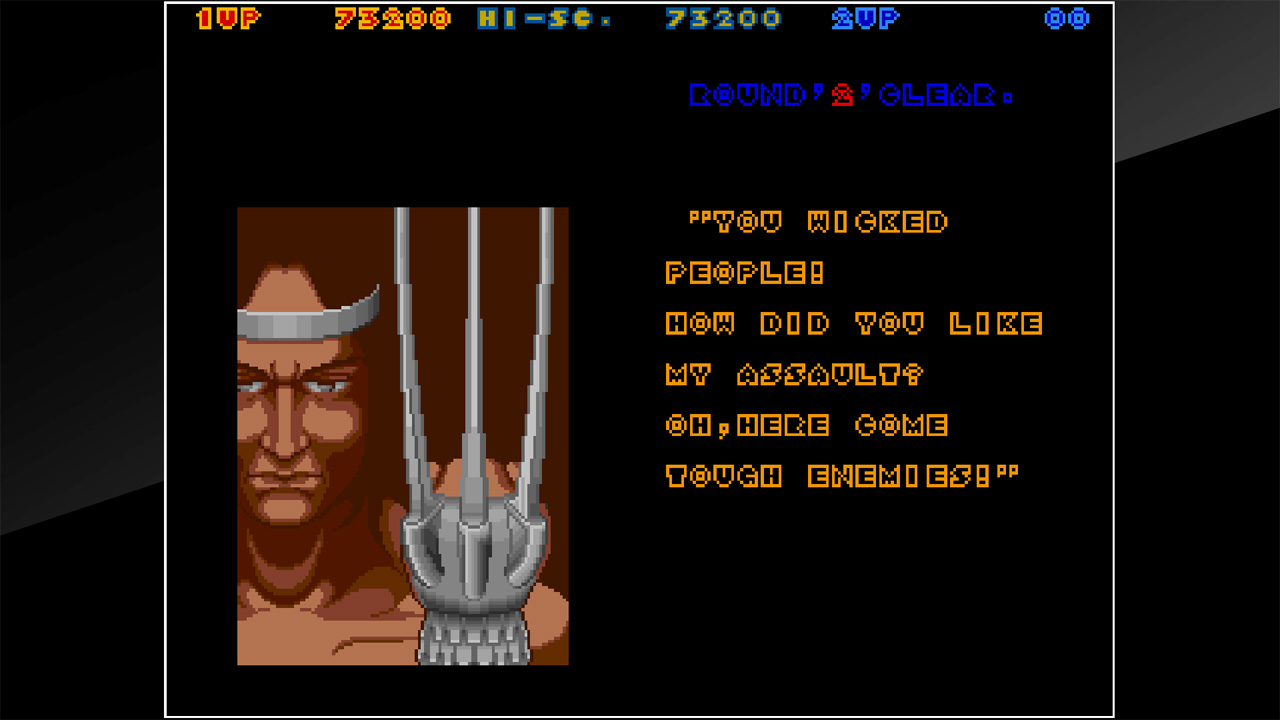 1UP 73200 HI-SC. 73200 2UP 00
ROUND'2'CLEAR.
"YOU WICKED
PEOPLE!
HOW DID YOU LIKE
MY ASSAULT?
OH,HERE COME
TOUGH ENEMIES!"